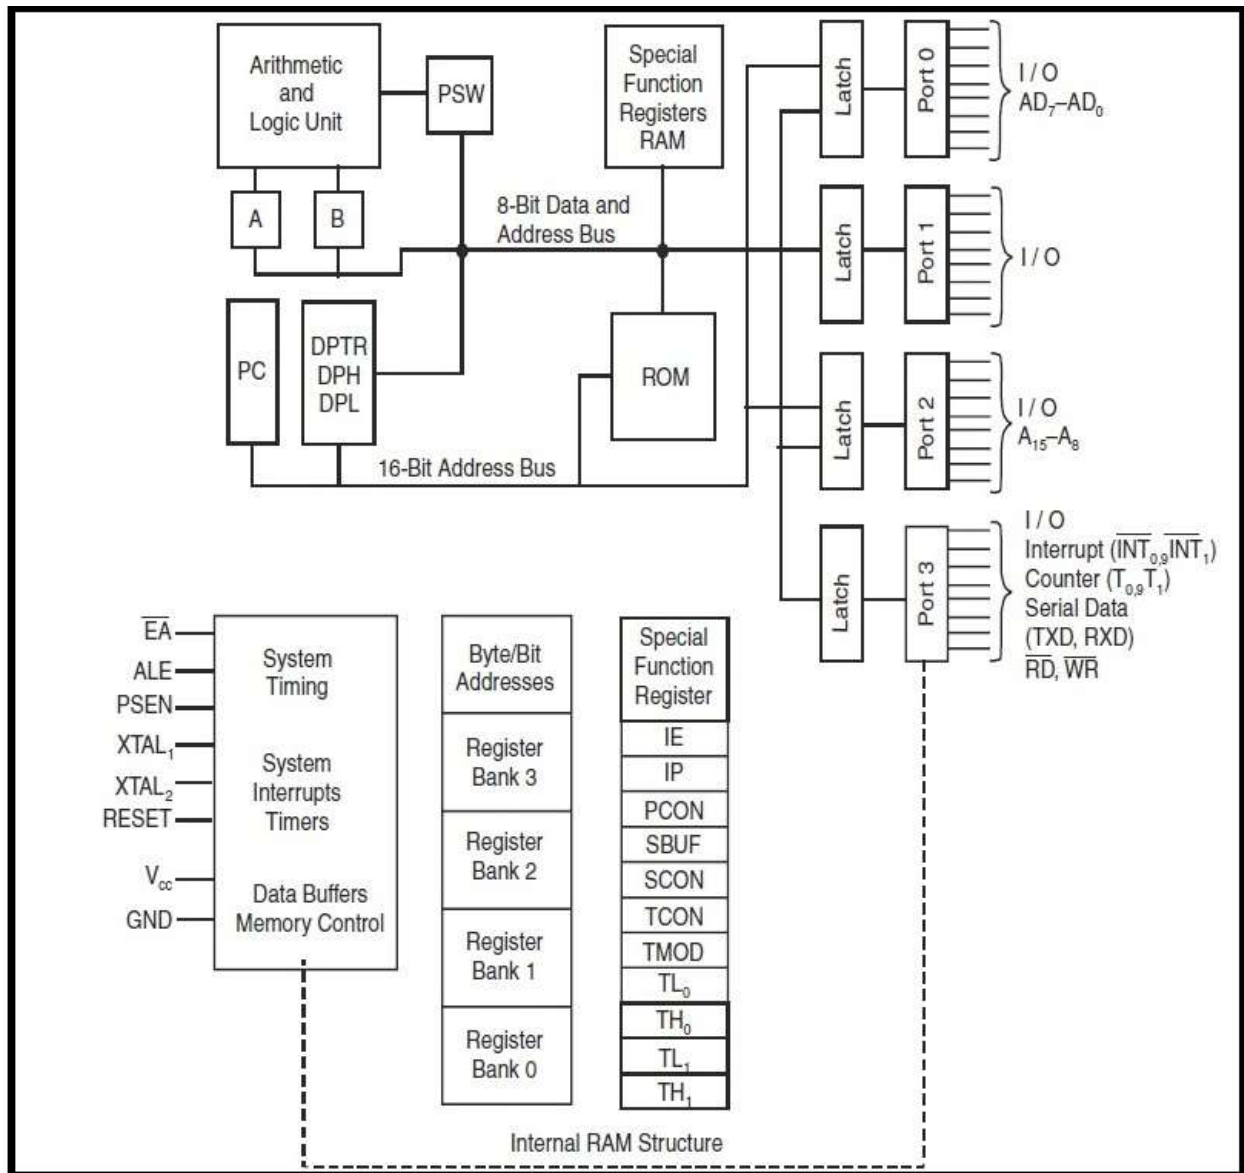 Arithmetic
and
Logic Unit
PSW
A
B
Special
Function
Registers
RAM
8-Bit Data and
Address Bus
PC
DPTR
DPH
DPL
ROM
16-Bit Address Bus
Latch
Port 0
I / O
AD7–AD0
Latch
Port 1
I / O
Latch
Port 2
I / O
A15–A8
Latch
Port 3
I / O
Interrupt (I̅N̅T̅0,9I̅N̅T̅1)
Counter (T0,9T1)
Serial Data
(TXD, RXD)
R̅D̅, W̅R̅
E̅A̅
ALE
PSEN
XTAL1
XTAL2
RESET
Vcc
GND
System
Timing
System
Interrupts
Timers
Data Buffers
Memory Control
Byte/Bit
Addresses
Register
Bank 3
Register
Bank 2
Register
Bank 1
Register
Bank 0
Special
Function
Register
IE
IP
PCON
SBUF
SCON
TCON
TMOD
TL0
TH0
TL1
TH1
Internal RAM Structure